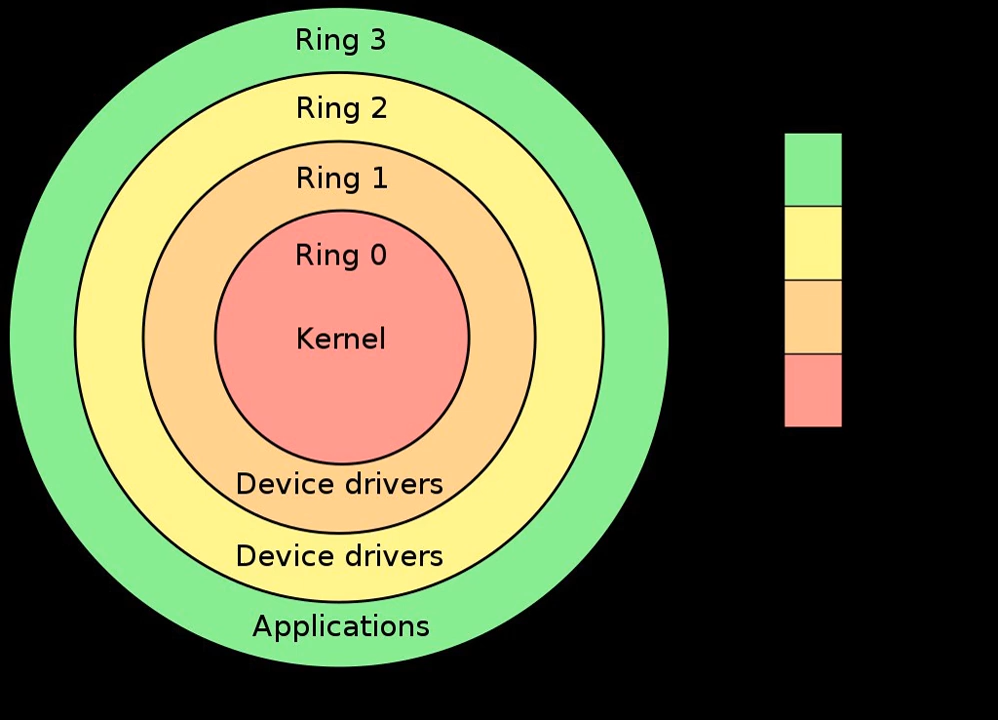 Ring 3
Ring 2
Ring 1
Ring 0
Kernel
Device drivers
Device drivers
Applications